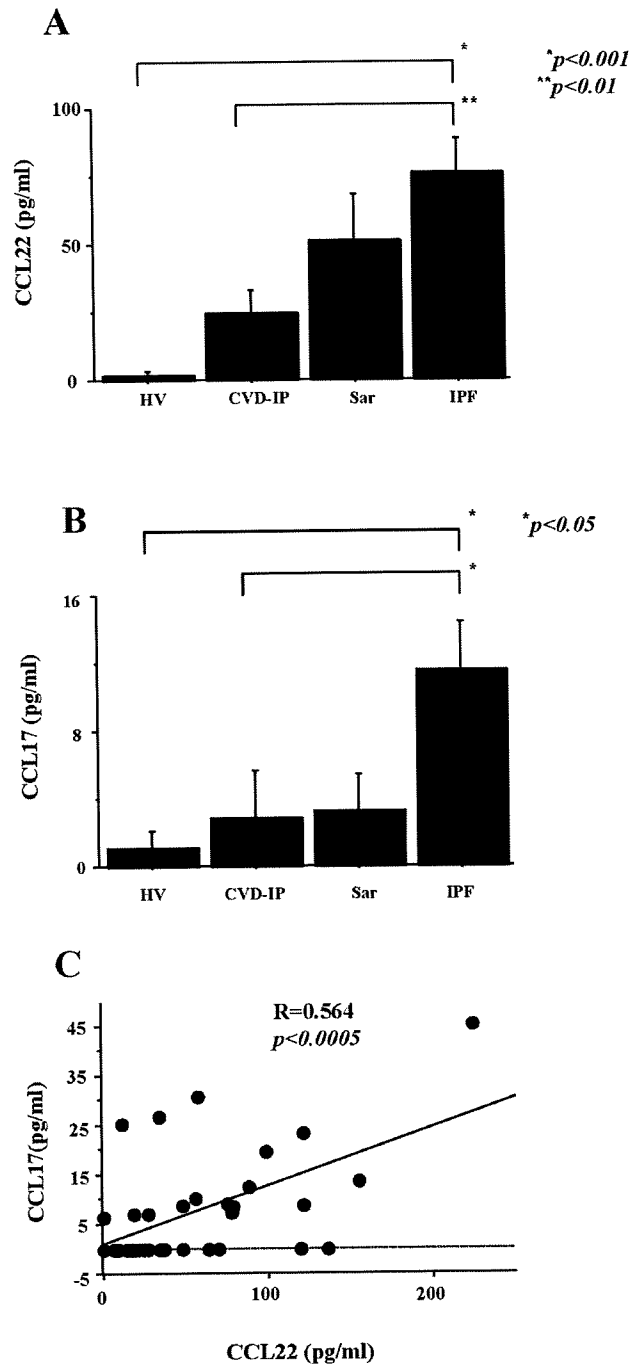 A
*
*p<0.001
**p<0.01
**
100
50
0
CCL22 (pg/ml)
HV CVD-IP Sar IPF
B
*
*p<0.05
*
16
8
0
CCL17 (pg/ml)
HV CVD-IP Sar IPF
C
R=0.564
p<0.0005
45
35
25
15
5
-5
CCL17(pg/ml)
0 100 200
CCL22 (pg/ml)